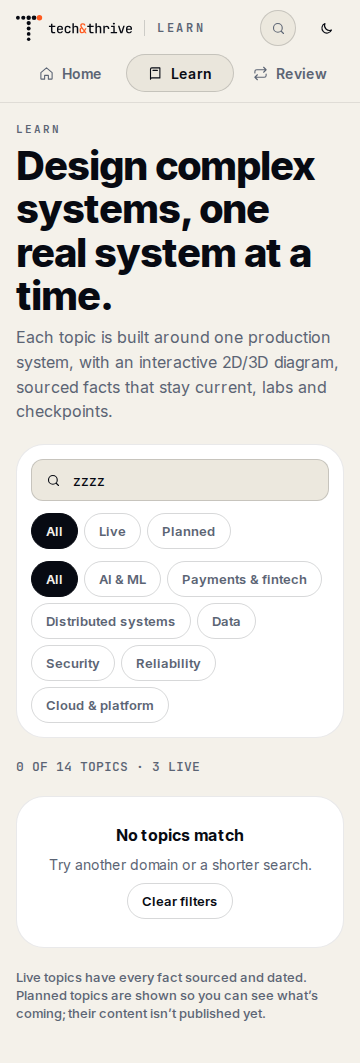 tech&thrive LEARN
Home Learn Review
LEARN
Design complex
systems, one
real system at a
time.
Each topic is built around one production
system, with an interactive 2D/3D diagram,
sourced facts that stay current, labs and
checkpoints.
zzzz
All Live Planned
All AI & ML Payments & fintech
Distributed systems Data
Security Reliability
Cloud & platform
0 OF 14 TOPICS · 3 LIVE
No topics match
Try another domain or a shorter search.
Clear filters
Live topics have every fact sourced and dated.
Planned topics are shown so you can see what’s
coming; their content isn’t published yet.